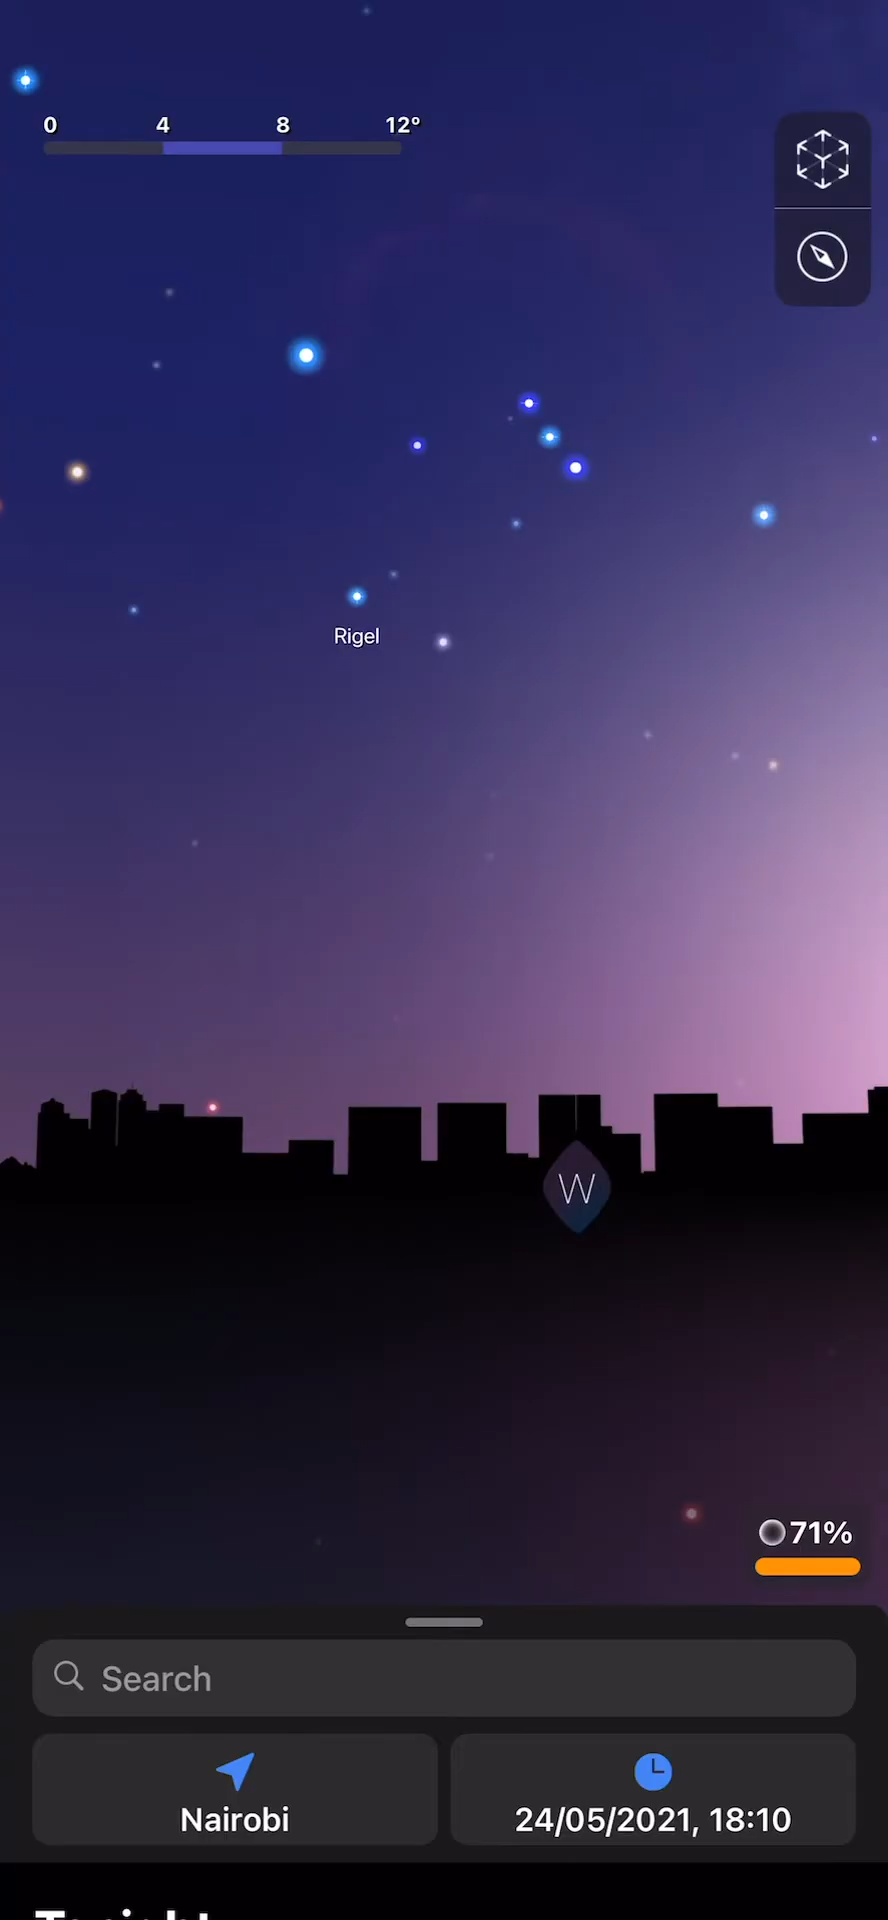 0 4 8 12°
Rigel
W
71%
Search
Nairobi
24/05/2021, 18:10